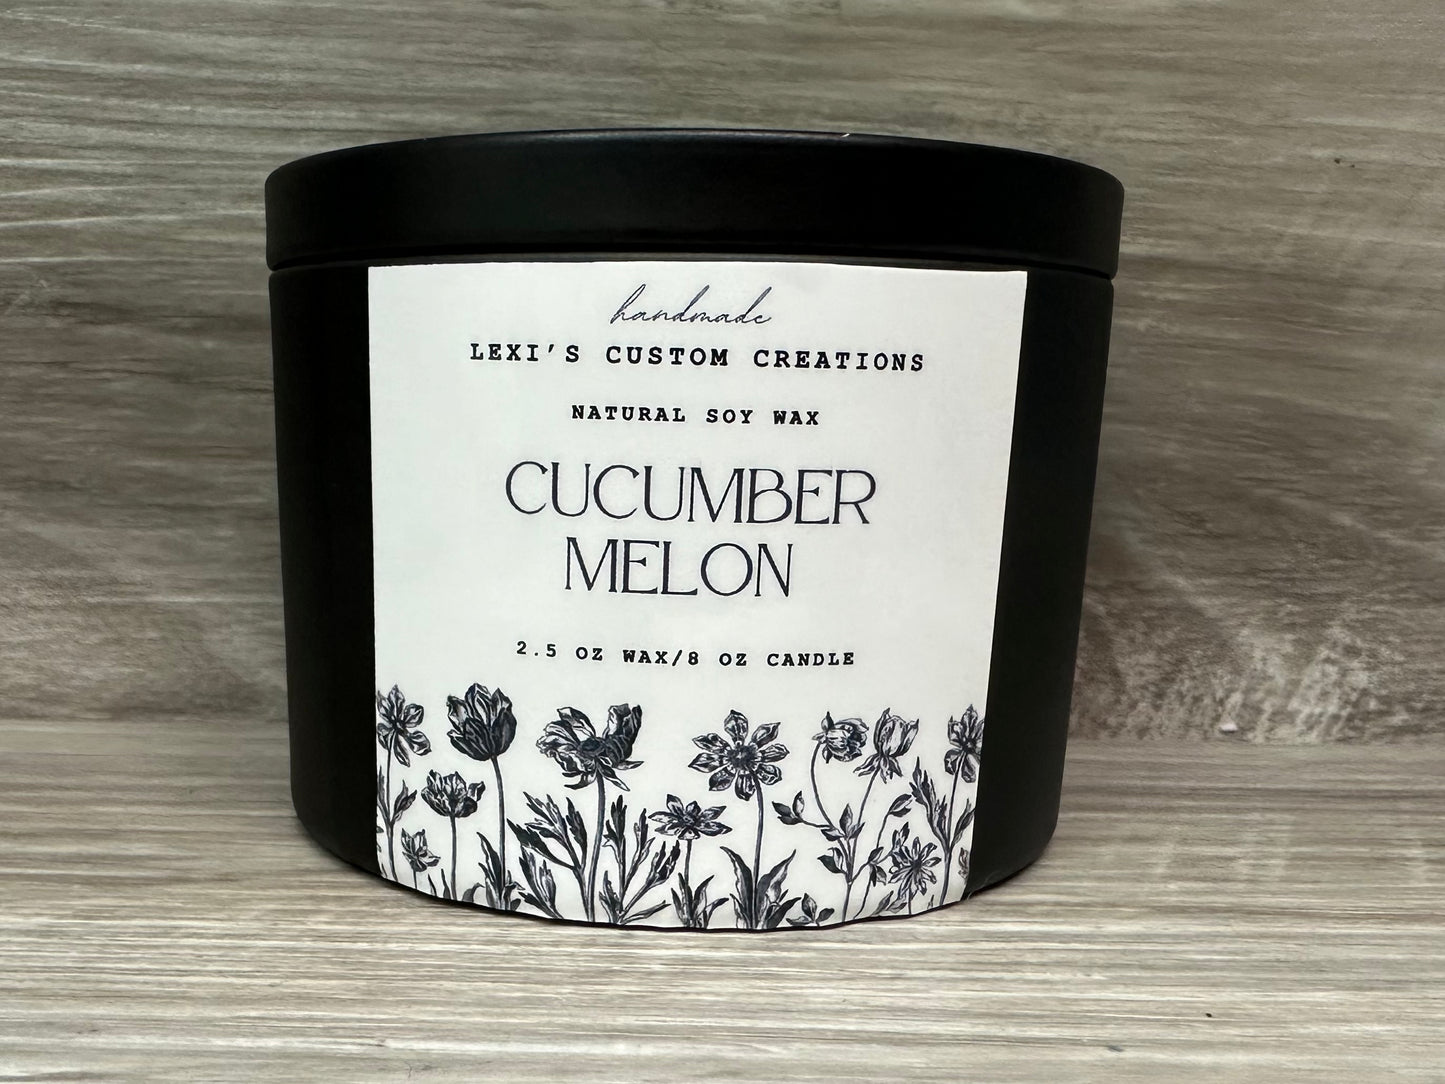 handmade
LEXI'S CUSTOM CREATIONS
NATURAL SOY WAX
CUCUMBER
MELON
2.5 OZ WAX/8 OZ CANDLE